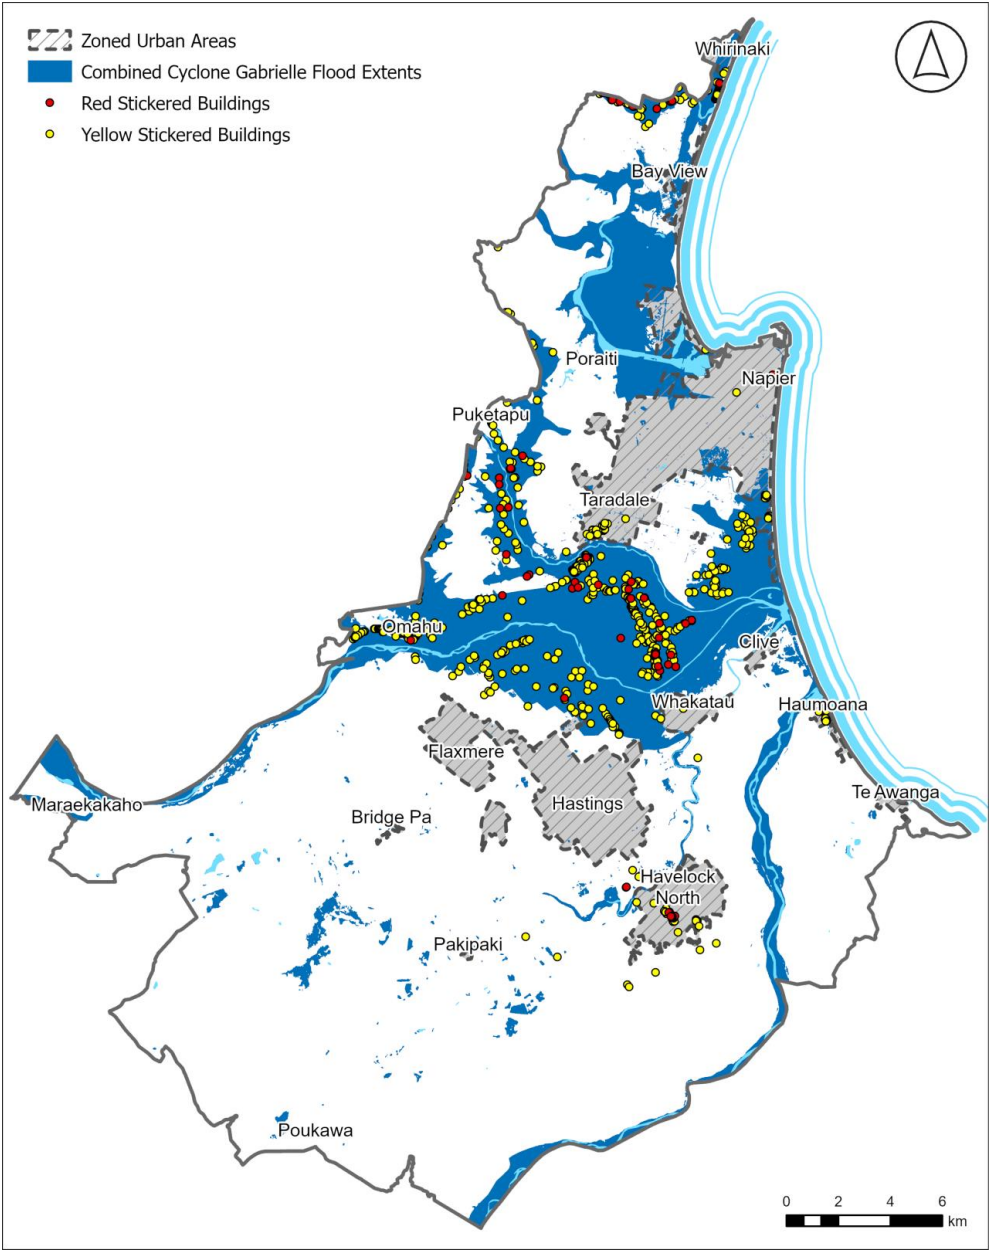 Zoned Urban Areas
Combined Cyclone Gabrielle Flood Extents
Red Stickered Buildings
Yellow Stickered Buildings
Whirinaki
Bay View
Poraiti
Napier
Puketapu
Taradale
Omahu
Clive
Whakatau
Haumoana
Flaxmere
Te Awanga
Maraekakaho
Hastings
Bridge Pa
Havelock
North
Pakipaki
Poukawa
0 2 4 6
km